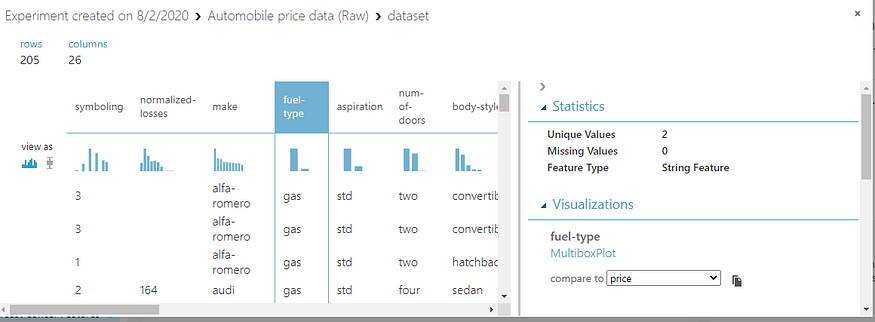 Experiment created on 8/2/2020 > Automobile price data (Raw) > dataset
rows columns
205 26
symboling normalized-losses make fuel-type aspiration num-of-doors body-style
view as
3 alfa-romero gas std two convertib
3 alfa-romero gas std two convertib
1 alfa-romero gas std two hatchbac
2 164 audi gas four sedan
Statistics
Unique Values 2
Missing Values 0
Feature Type String Feature
Visualizations
fuel-type
MultiboxPlot
compare to price